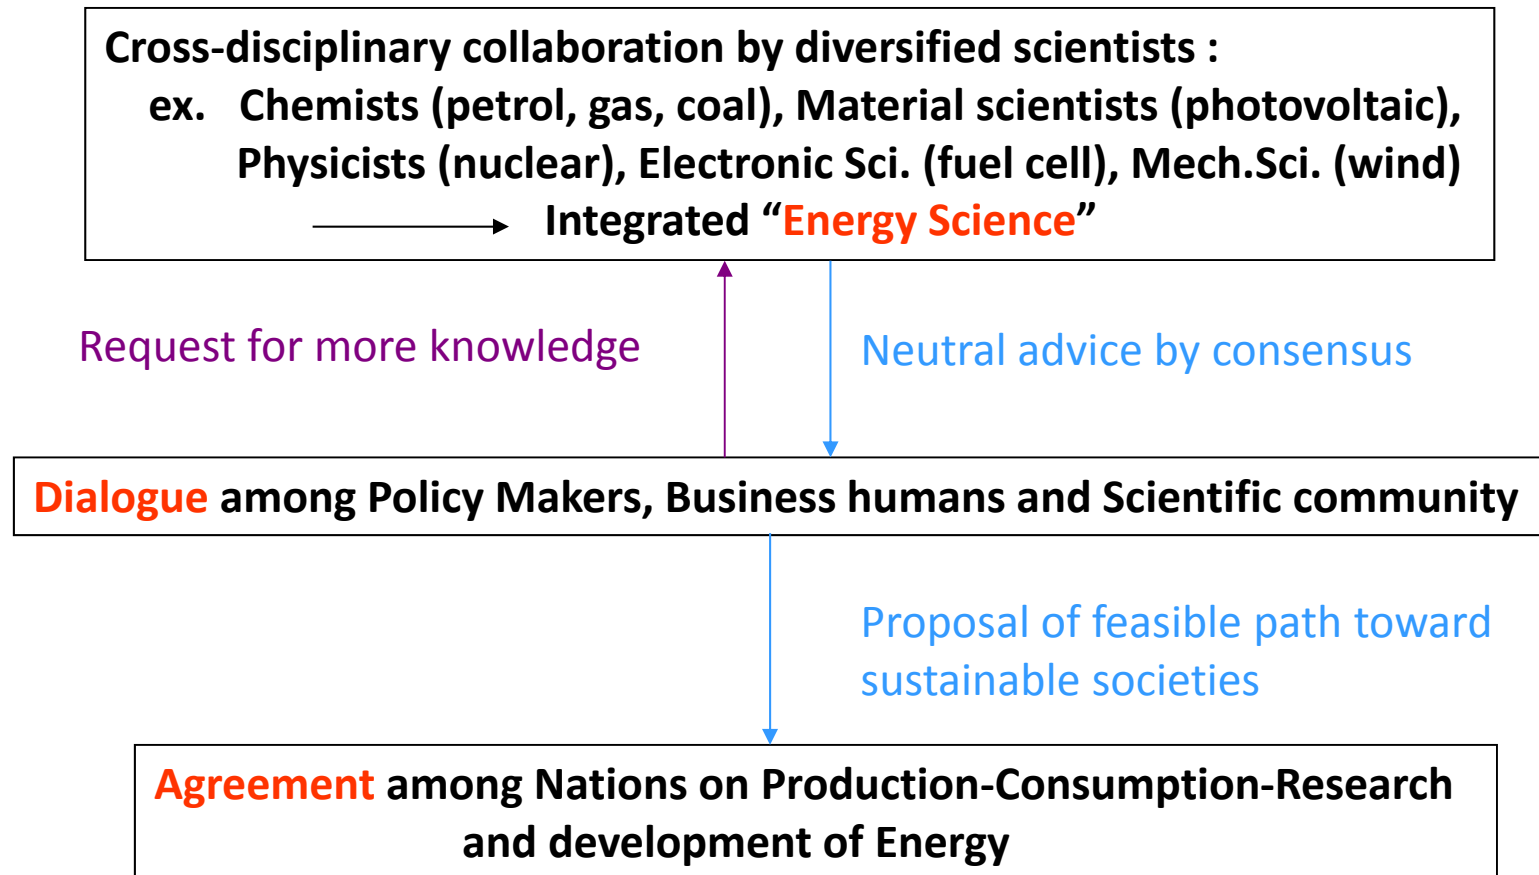 Cross-disciplinary collaboration by diversified scientists :
ex. Chemists (petrol, gas, coal), Material scientists (photovoltaic),
Physicists (nuclear), Electronic Sci. (fuel cell), Mech.Sci. (wind)
Integrated “Energy Science”
Request for more knowledge
Neutral advice by consensus
Dialogue among Policy Makers, Business humans and Scientific community
Proposal of feasible path toward
sustainable societies
Agreement among Nations on Production-Consumption-Research
and development of Energy